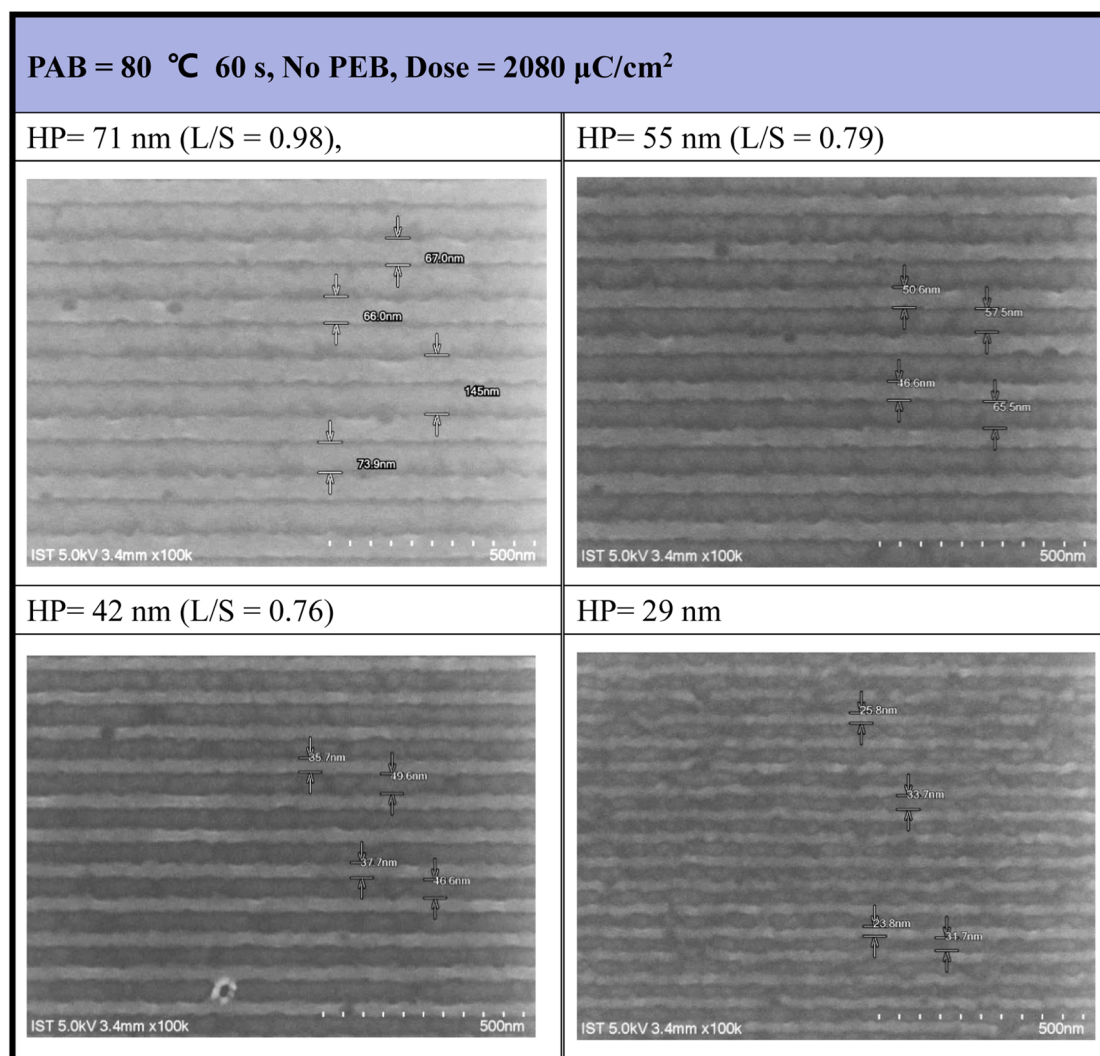 PAB = 80 ℃ 60 s, No PEB, Dose = 2080 μC/cm²
HP= 71 nm (L/S = 0.98),
HP= 55 nm (L/S = 0.79)
67.0nm
66.0nm
145nm
73.9nm
IST 5.0kV 3.4mm x100k
500nm
50.6nm
57.5nm
46.6nm
65.5nm
IST 5.0kV 3.4mm x100k
500nm
HP= 42 nm (L/S = 0.76)
HP= 29 nm
35.7nm
49.6nm
37.7nm
46.6nm
IST 5.0kV 3.4mm x100k
500nm
25.8nm
33.7nm
23.8nm
31.7nm
IST 5.0kV 3.4mm x100k
500nm